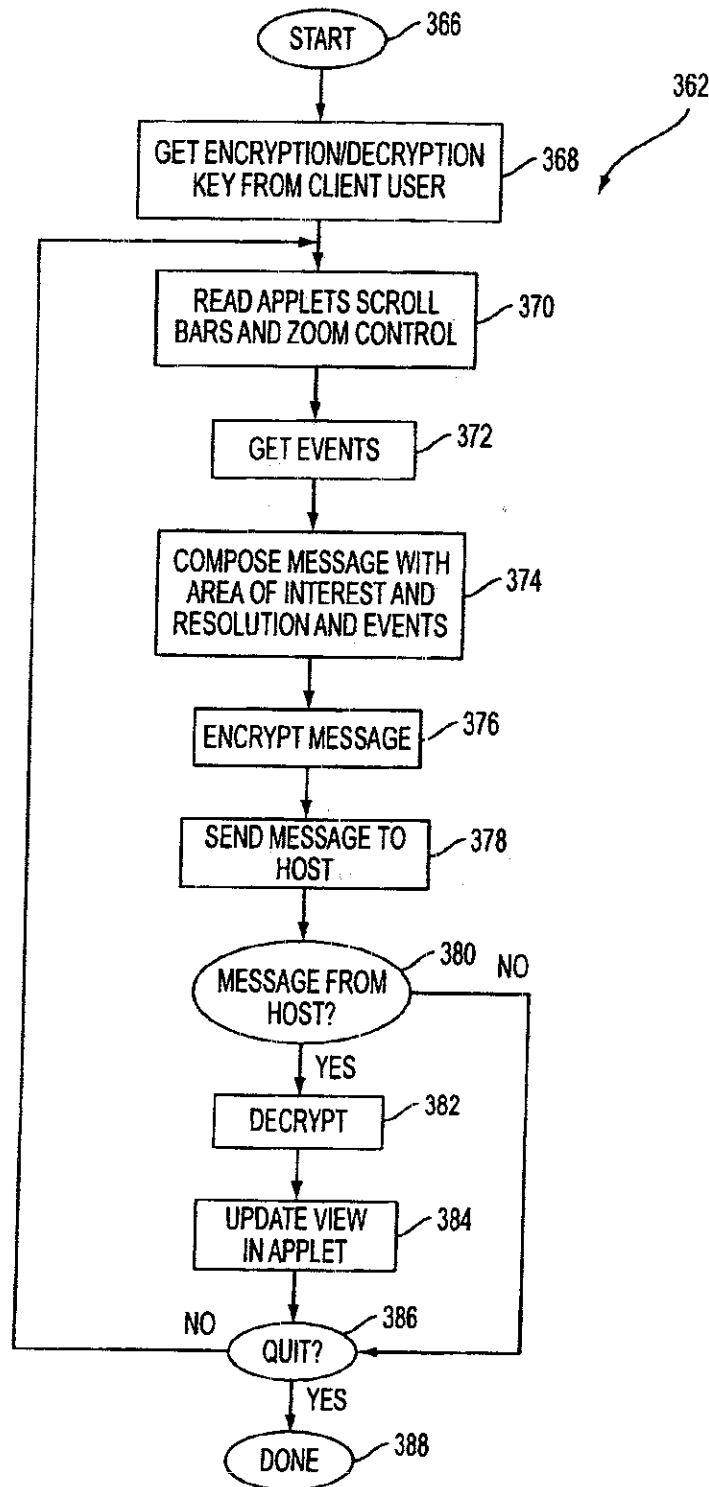 START
366
362
GET ENCRYPTION/DECRYPTION
KEY FROM CLIENT USER
368
READ APPLETS SCROLL
BARS AND ZOOM CONTROL
370
GET EVENTS
372
COMPOSE MESSAGE WITH
AREA OF INTEREST AND
RESOLUTION AND EVENTS
374
ENCRYPT MESSAGE
376
SEND MESSAGE TO
HOST
378
MESSAGE FROM
HOST?
380
NO
YES
DECRYPT
382
UPDATE VIEW
IN APPLET
384
NO
QUIT?
386
YES
DONE
388